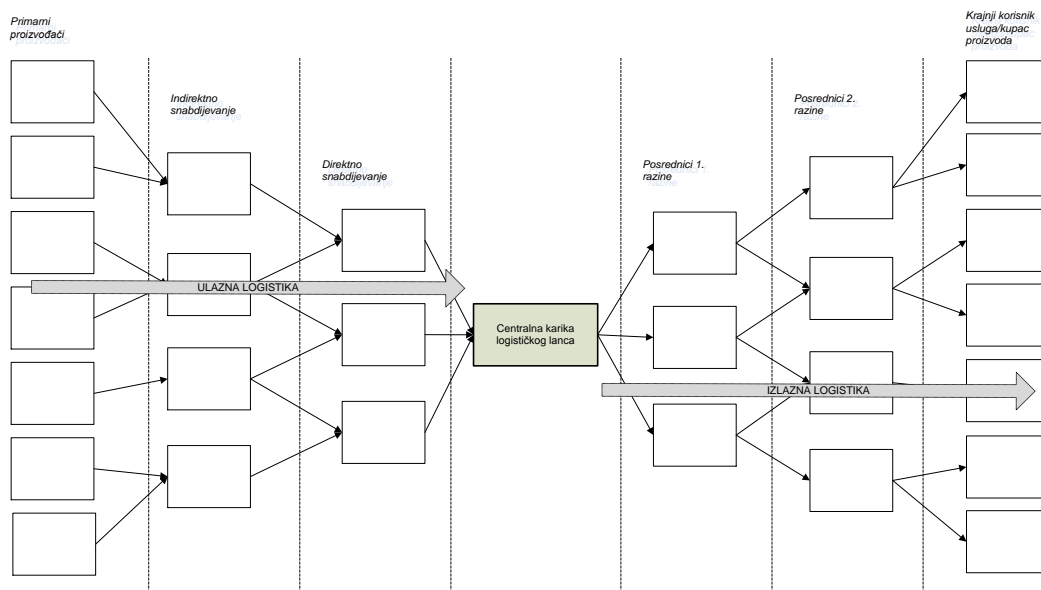 Primarni
proizvođači
Indirektno
snabdijevanje
Direktno
snabdijevanje
ULAZNA LOGISTIKA
Centralna karika
logističkog lanca
Posrednici 1.
razine
Posrednici 2.
razine
Krajnji korisnik
usluga/kupac
proizvoda
IZLAZNA LOGISTIKA